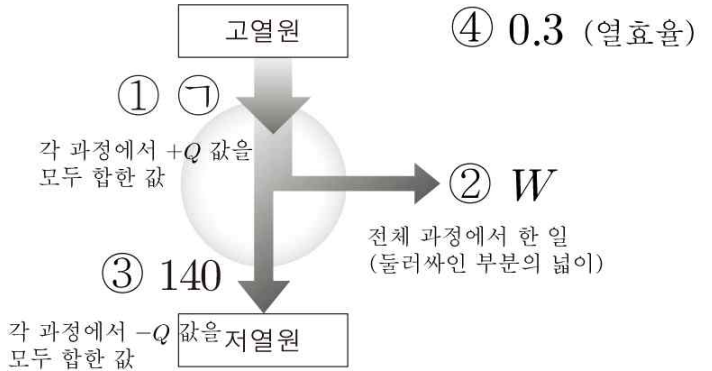 고열원
④ 0.3 (열효율)
① ㉠
각 과정에서 +Q 값을
모두 합한 값
② W
전체 과정에서 한 일
(둘러싸인 부분의 넓이)
③ 140
각 과정에서 -Q 값을
모두 합한 값
저열원